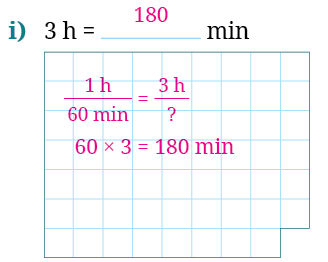 i) 3 h = 180 min
1 h / 60 min = 3 h / ?
60 × 3 = 180 min